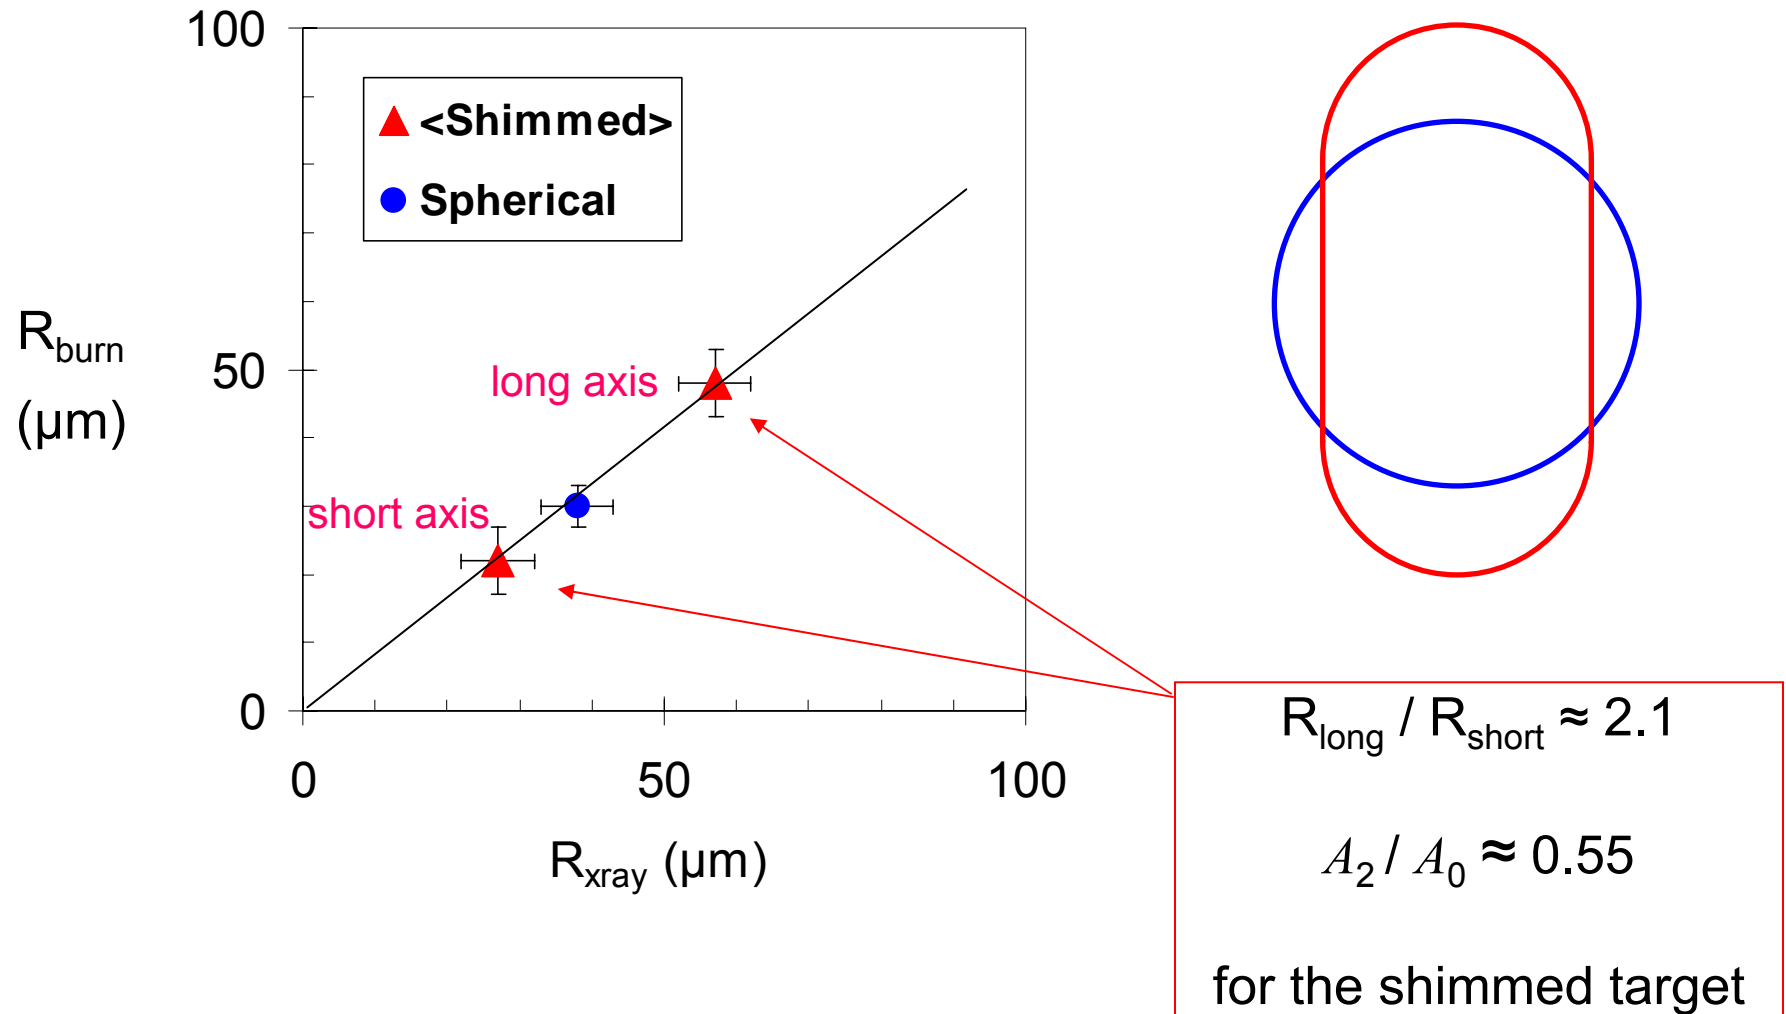 100
<Shimmed>
Spherical
R_burn
(µm)
50
long axis
short axis
0
0 50 100
R_xray (µm)
R_long / R_short ≈ 2.1
A_2 / A_0 ≈ 0.55
for the shimmed target